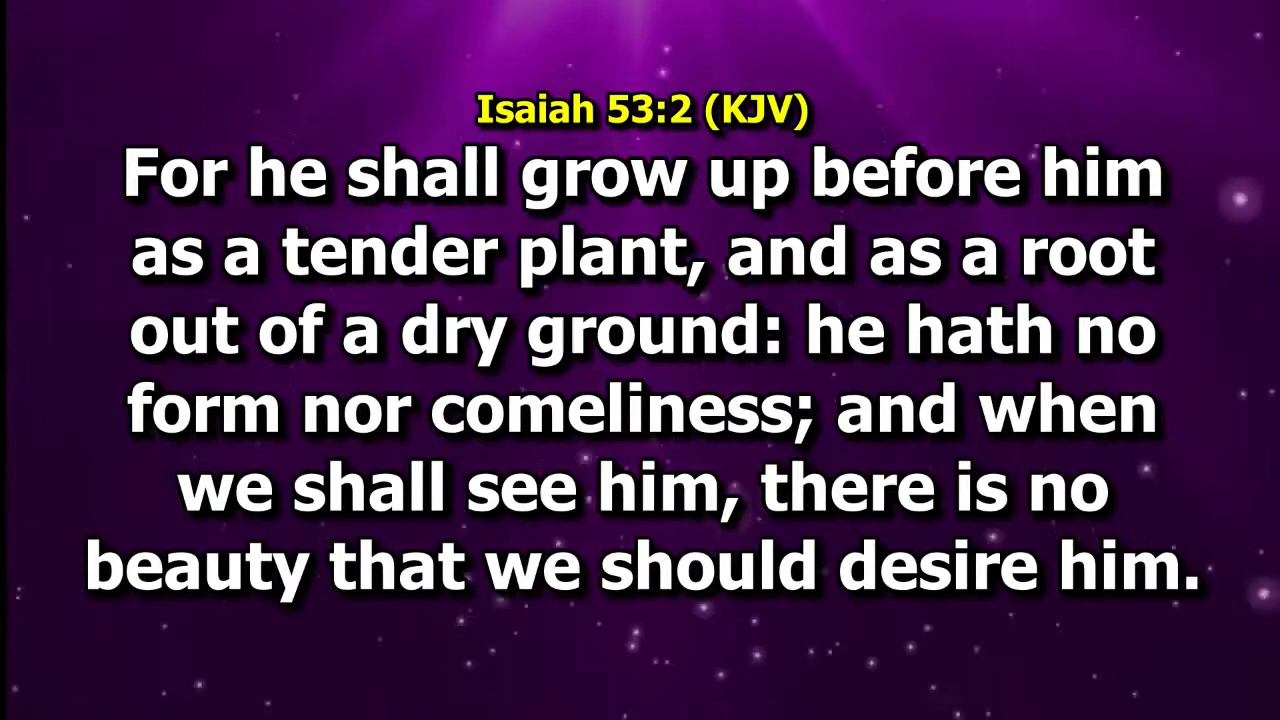 Isaiah 53:2 (KJV)
For he shall grow up before him
as a tender plant, and as a root
out of a dry ground: he hath no
form nor comeliness; and when
we shall see him, there is no
beauty that we should desire him.